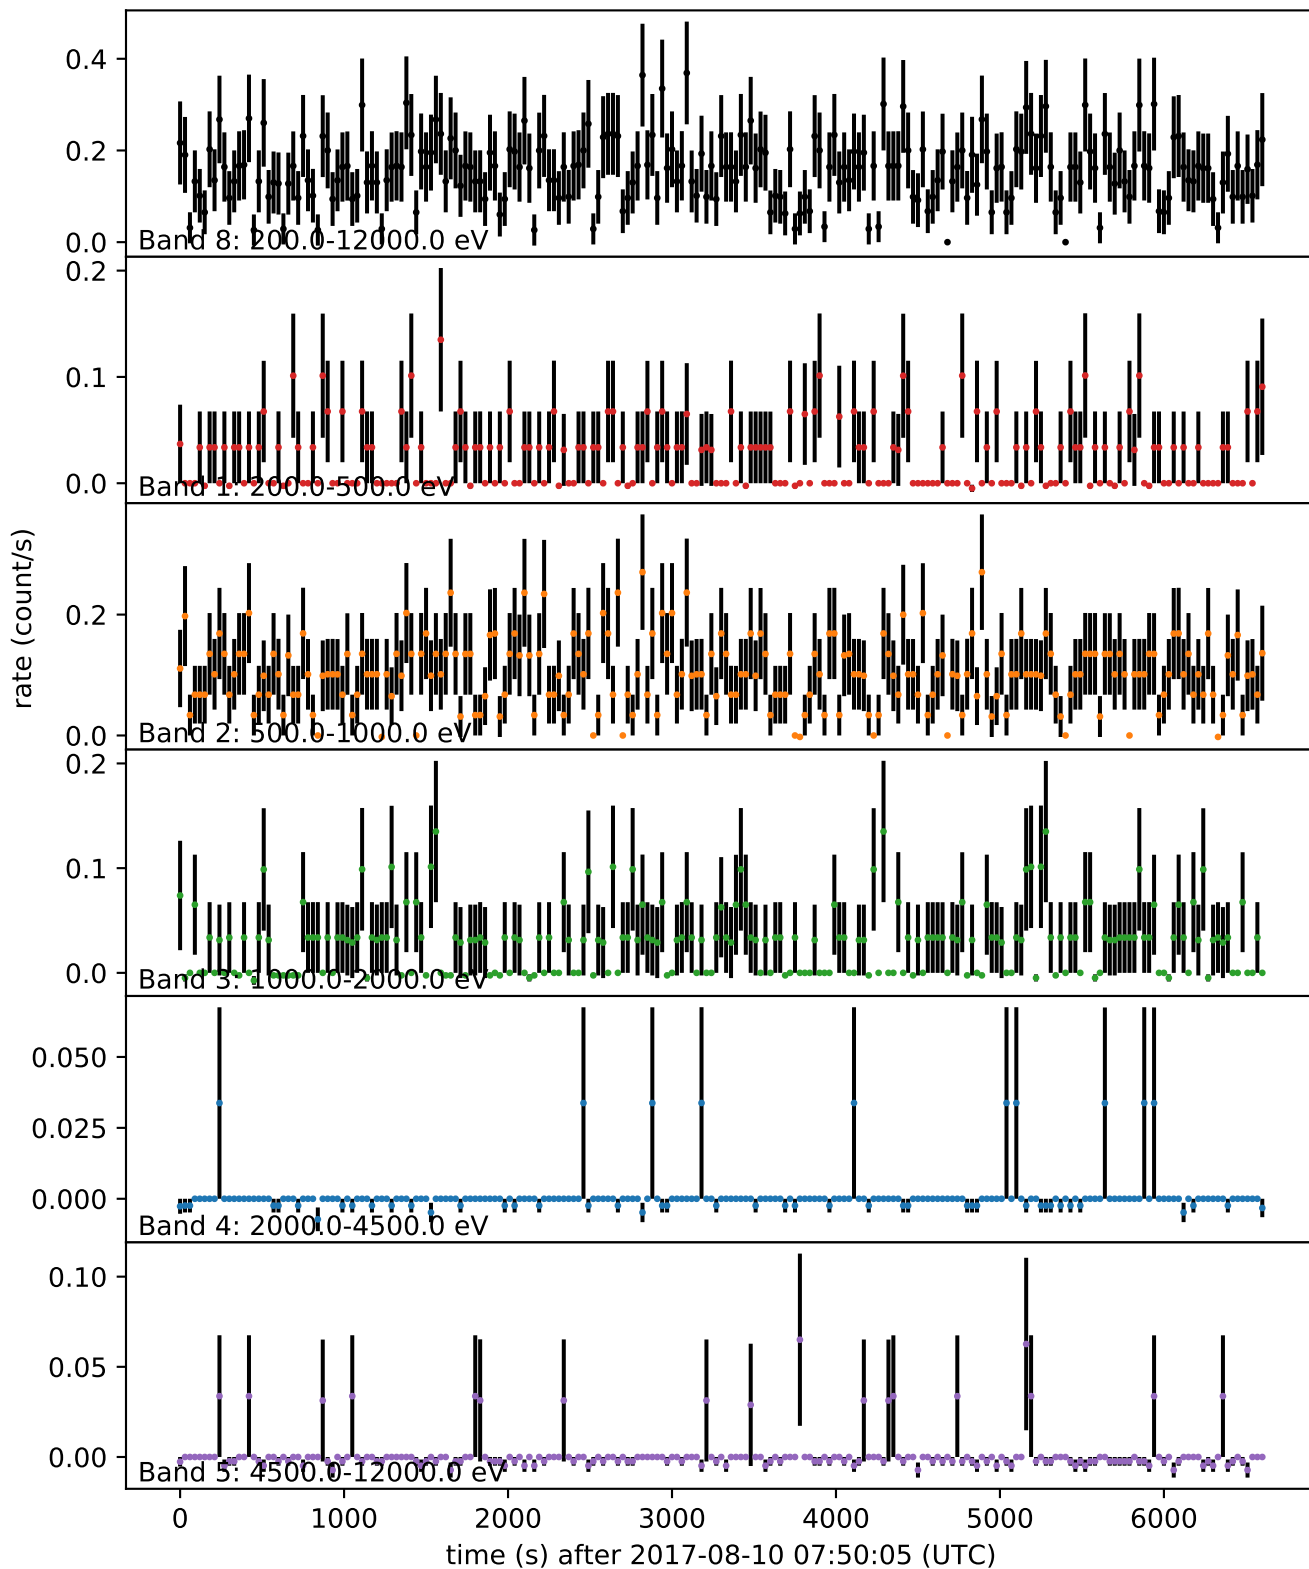 0.4
0.2
0.0
Band 8: 200.0-12000.0 eV
0.2
0.1
0.0
Band 1: 200.0-500.0 eV
rate (count/s)
0.2
0.0
Band 2: 500.0-1000.0 eV
0.2
0.1
0.0
Band 3: 1000.0-2000.0 eV
0.050
0.025
0.000
Band 4: 2000.0-4500.0 eV
0.10
0.05
0.00
Band 5: 4500.0-12000.0 eV
0 1000 2000 3000 4000 5000 6000
time (s) after 2017-08-10 07:50:05 (UTC)